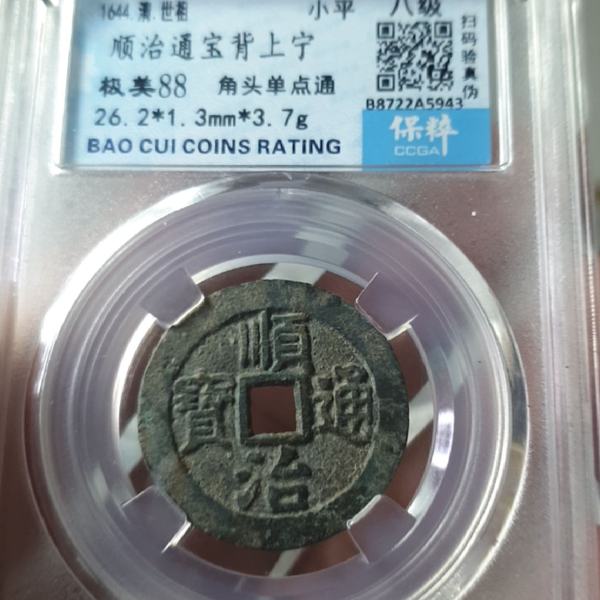 1644.清.世祖 小平 八级
顺治通宝背上宁
极美88 角头单点通
26.2*1.3mm*3.7g
BAO CUI COINS RATING
扫码验真伪
B8722A5943
保粹
CCGA
順治通寳